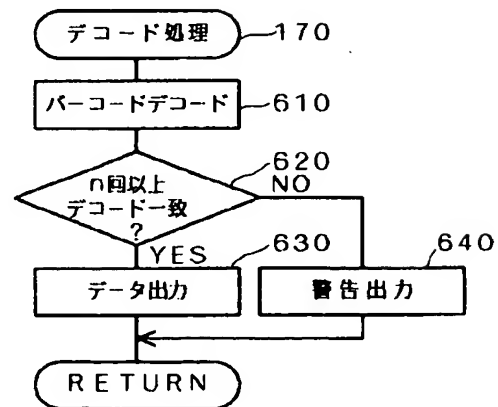 デコード処理 170
バーコードデコード 610
620
n回以上
デコード一致
?
NO
YES
630
640
データ出力
警告出力
RETURN